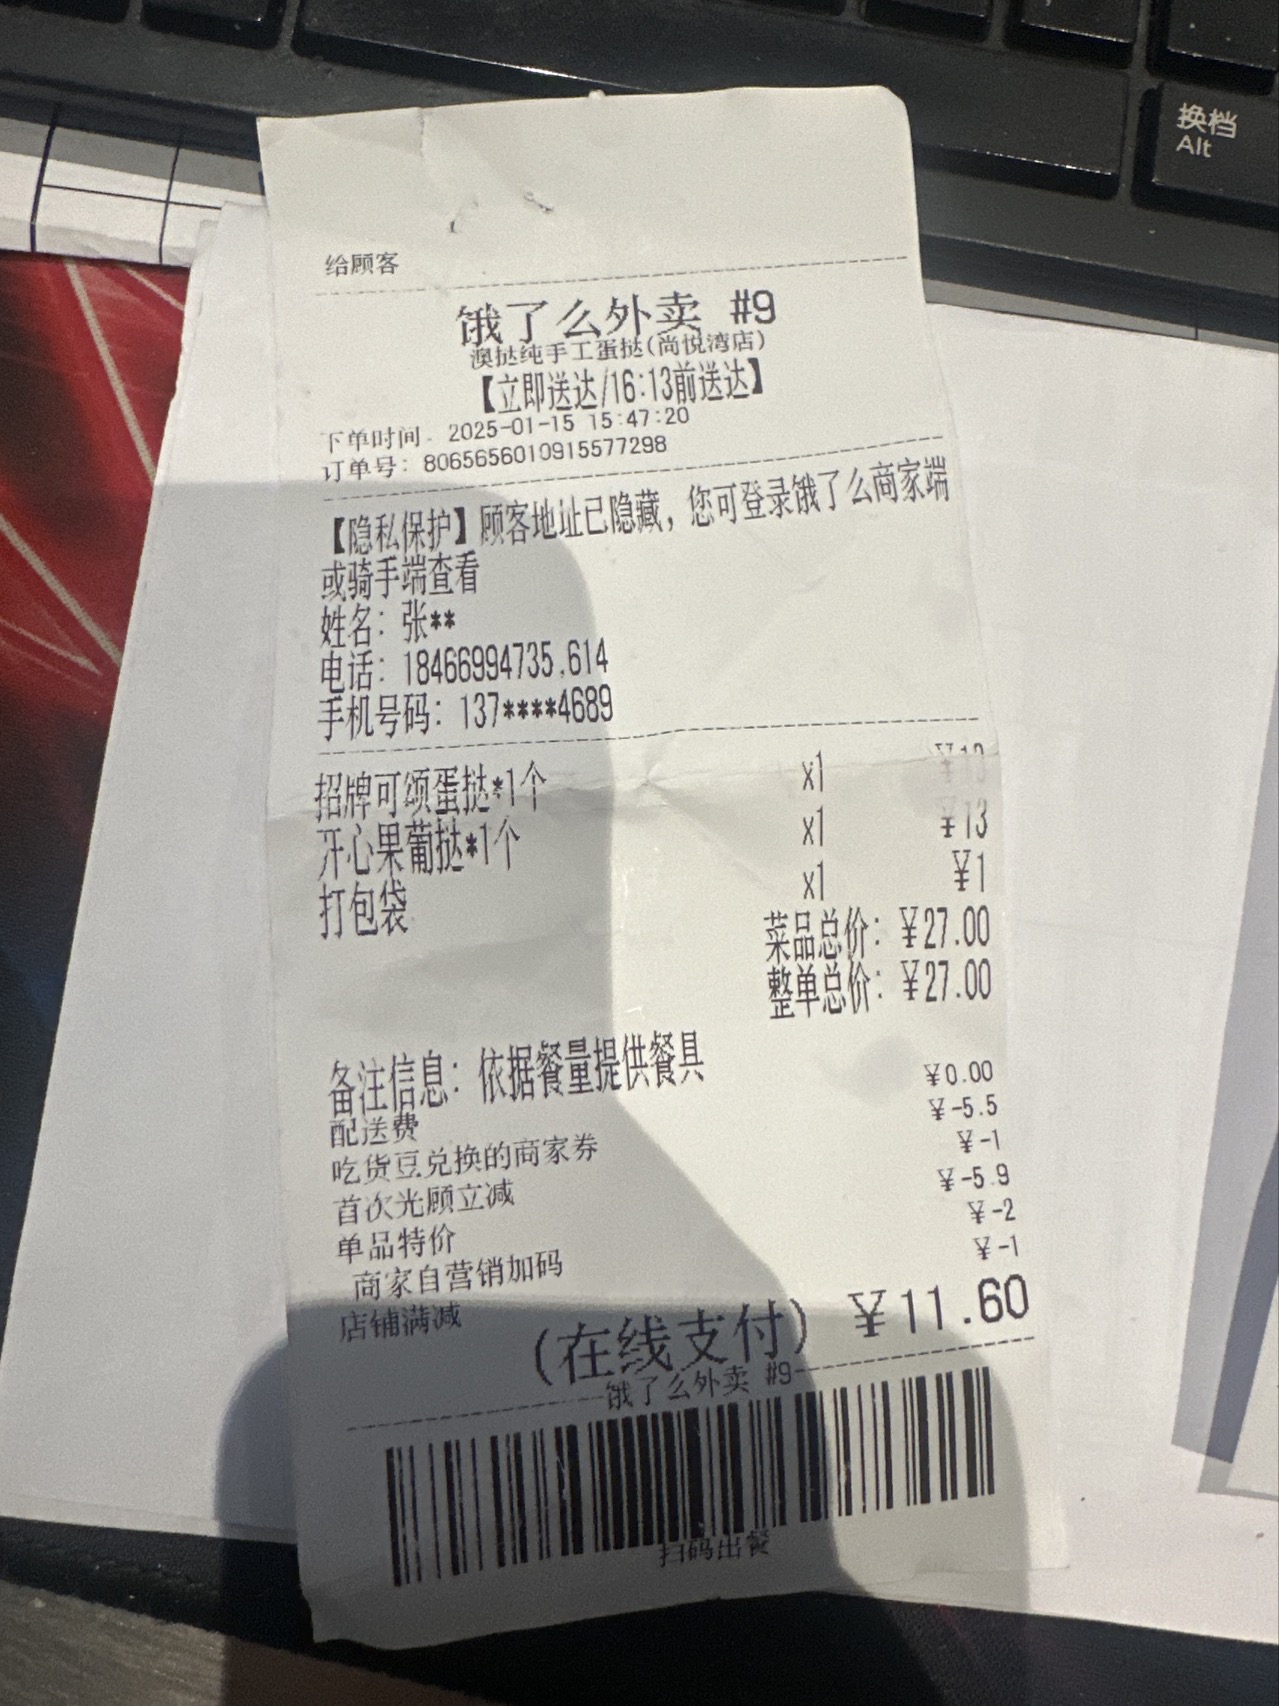 换档
Alt
给顾客
饿了么外卖 #9
澳挞纯手工蛋挞(尚悦湾店)
【立即送达/16:13前送达】
下单时间: 2025-01-15 15:47:20
订单号: 8065656010915577298
【隐私保护】顾客地址已隐藏，您可登录饿了么商家端
或骑手端查看
姓名: 张**
电话: 18466994735,614
手机号码: 137****4689
招牌可颂蛋挞*1个 x1 ¥13
开心果葡挞*1个 x1 ¥13
打包袋 x1 ¥1
菜品总价: ¥27.00
整单总价: ¥27.00
备注信息: 依据餐量提供餐具
配送费 ¥0.00
吃货豆兑换的商家券 ¥-5.5
首次光顾立减 ¥-1
单品特价 ¥-5.9
商家自营销加码 ¥-2
店铺满减 ¥-1
(在线支付) ¥11.60
饿了么外卖 #9
扫码出餐